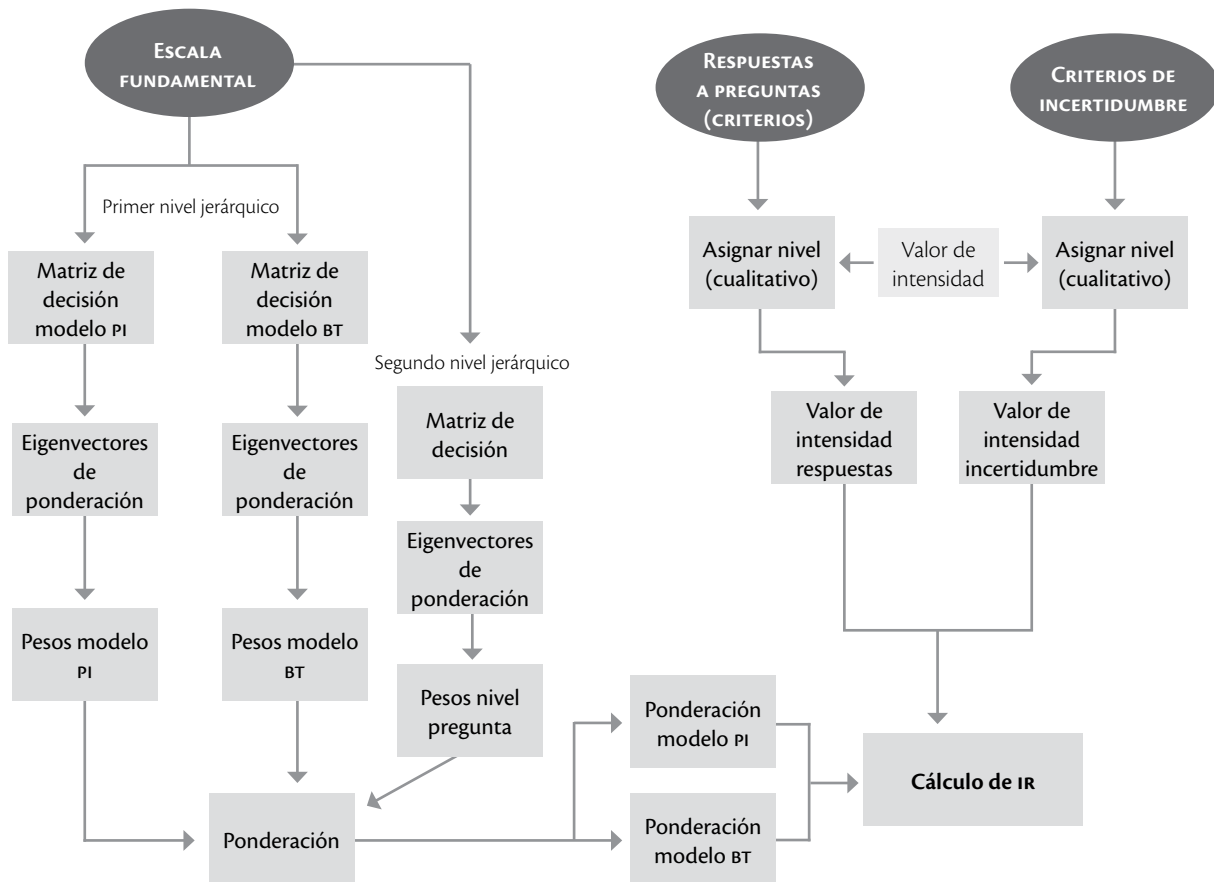 Escala
fundamental
Respuestas
a preguntas
(criterios)
Criterios de
incertidumbre
Primer nivel jerárquico
Matriz de
decisión
modelo PI
Matriz de
decisión
modelo BT
Asignar nivel
(cualitativo)
Valor de
intensidad
Asignar nivel
(cualitativo)
Segundo nivel jerárquico
Matriz de
decisión
Eigenvectores
de
ponderación
Eigenvectores
de
ponderación
Valor de
intensidad
respuestas
Valor de
intensidad
incertidumbre
Eigenvectores
de
ponderación
Pesos modelo
PI
Pesos modelo
BT
Pesos nivel
pregunta
Ponderación
modelo PI
Cálculo de IR
Ponderación
Ponderación
modelo BT